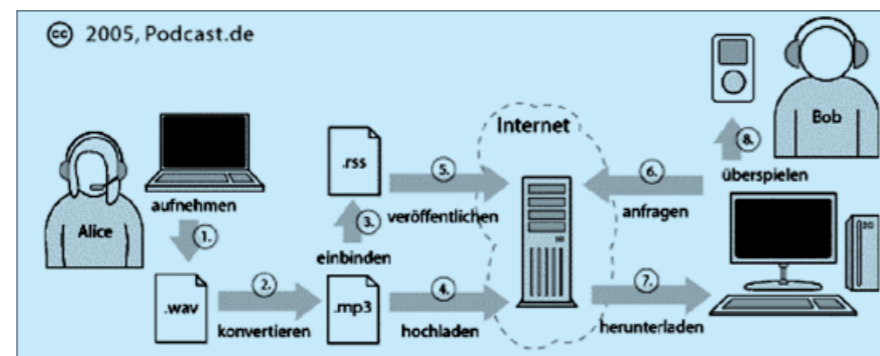 cc 2005, Podcast.de
Alice
aufnehmen
1.
.wav
2.
konvertieren
.mp3
3.
einbinden
.rss
4.
hochladen
5.
veröffentlichen
Internet
6.
anfragen
7.
herunterladen
8.
überspielen
Bob